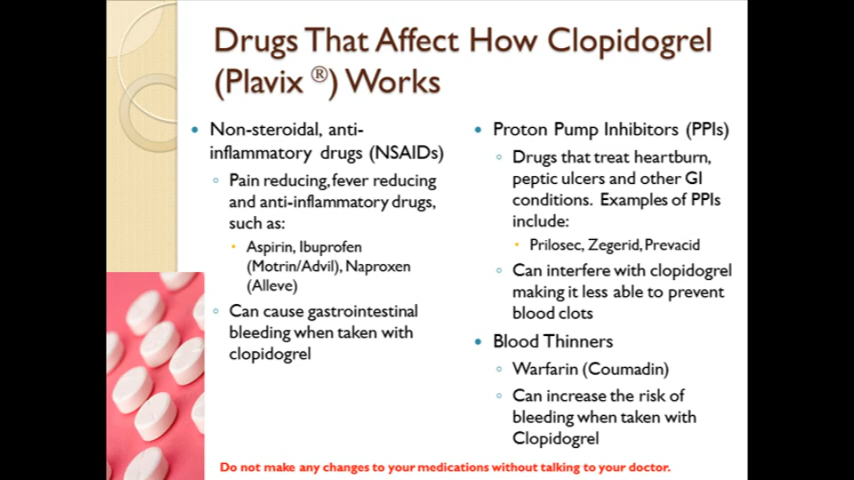 Drugs That Affect How Clopidogrel
(Plavix ®) Works
• Non-steroidal, anti-
inflammatory drugs (NSAIDs)
◦ Pain reducing, fever reducing
and anti-inflammatory drugs,
such as:
• Aspirin, Ibuprofen
(Motrin/Advil), Naproxen
(Alleve)
◦ Can cause gastrointestinal
bleeding when taken with
clopidogrel
• Proton Pump Inhibitors (PPIs)
◦ Drugs that treat heartburn,
peptic ulcers and other GI
conditions. Examples of PPIs
include:
• Prilosec, Zegerid, Prevacid
◦ Can interfere with clopidogrel
making it less able to prevent
blood clots
• Blood Thinners
◦ Warfarin (Coumadin)
◦ Can increase the risk of
bleeding when taken with
Clopidogrel
Do not make any changes to your medications without talking to your doctor.